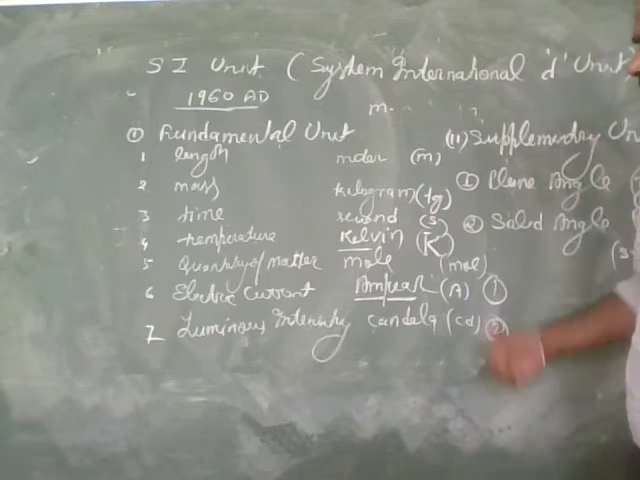 SI Unit (System International 'd' Unit)
1960 AD
m.
① Fundamental Unit
1 length meter (m)
2 mass kilogram (kg)
3 time second (s)
4 temperature Kelvin (K)
5 Quantity of matter mole (mol)
6 Electric Current Ampear (A) ①
7 Luminous Intensity candela (cd) ②
(II) Supplementry Un
① Plane Angle
② Solid Angle
(s